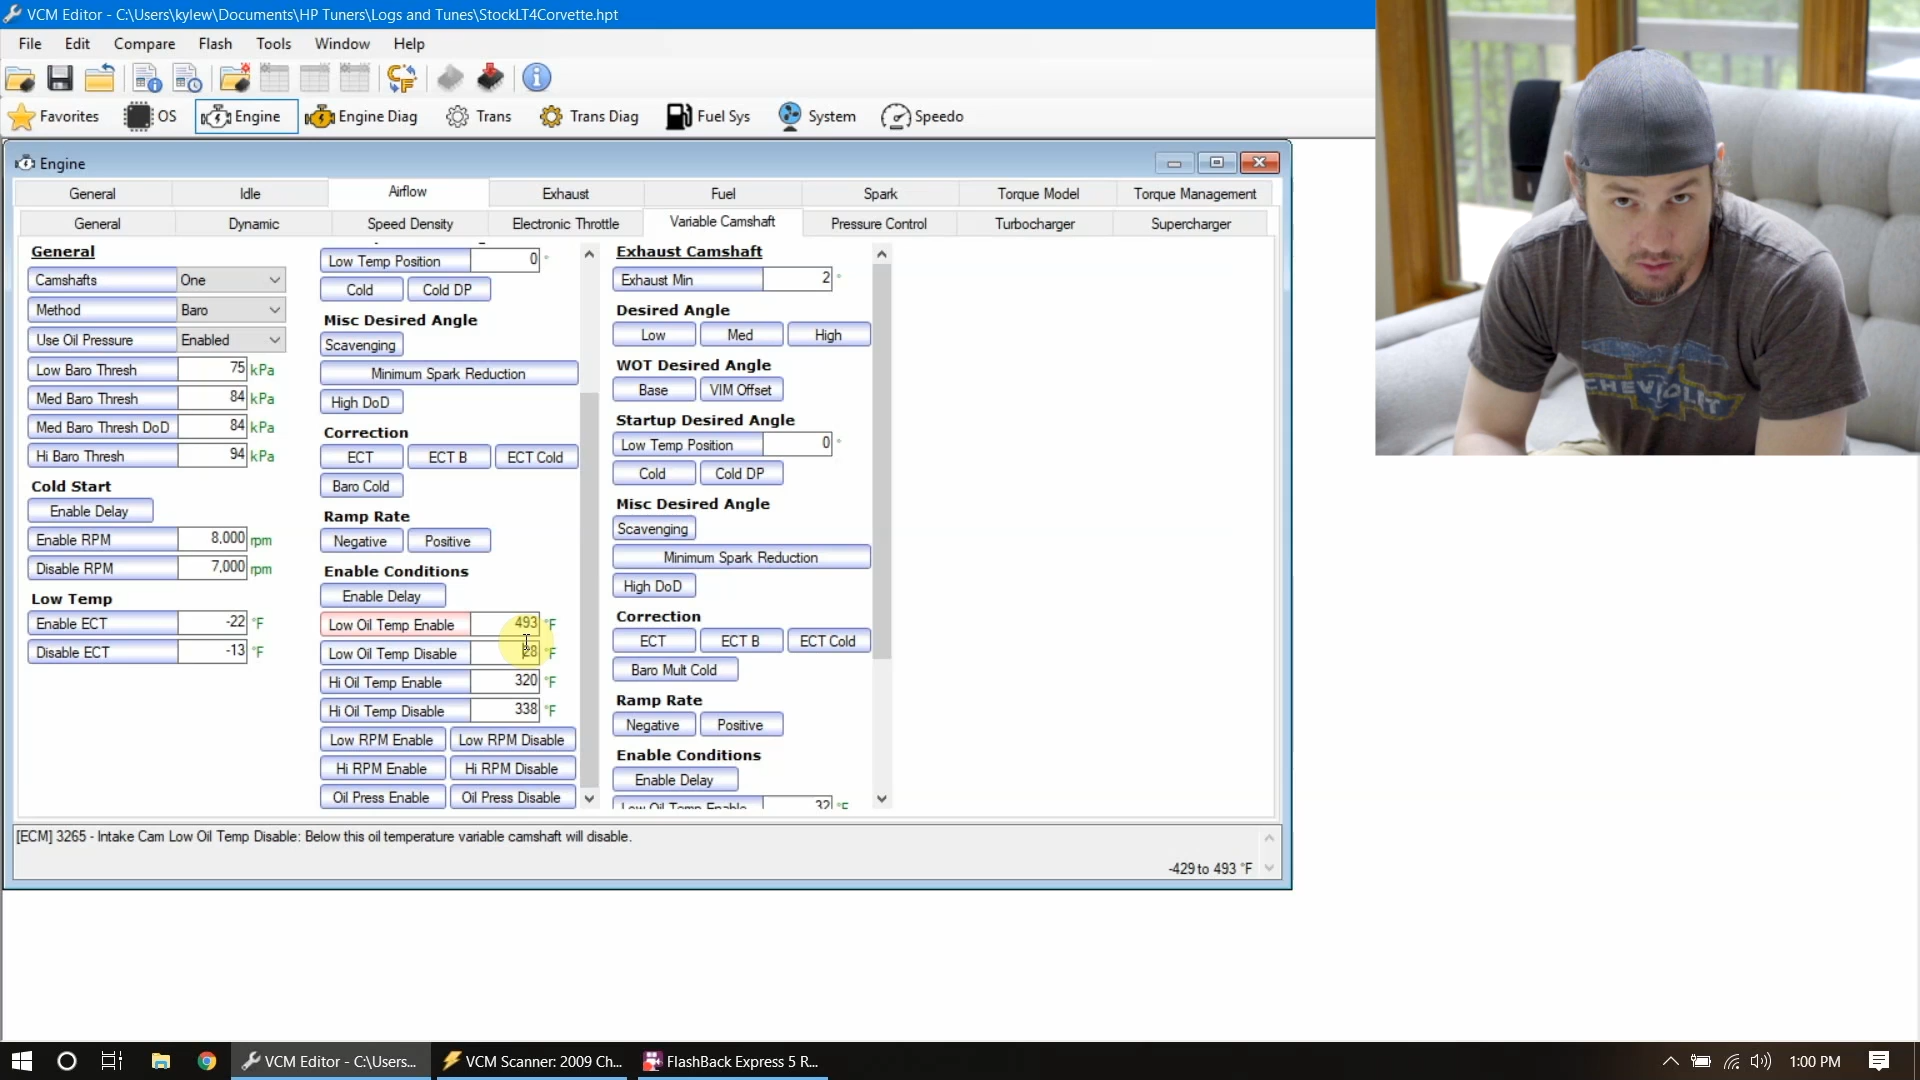 VCM Editor - C:\Users\kylew\Documents\HP Tuners\Logs and Tunes\StockLT4Corvette.hpt
File Edit Compare Flash Tools Window Help
Favorites OS Engine Engine Diag Trans Trans Diag Fuel Sys System Speedo
Engine
General Idle Airflow Exhaust Fuel Spark Torque Model Torque Management
General Dynamic Speed Density Electronic Throttle Variable Camshaft Pressure Control Turbocharger Supercharger
General
Camshafts One
Method Baro
Use Oil Pressure Enabled
Low Baro Thresh 75 kPa
Med Baro Thresh 84 kPa
Med Baro Thresh DoD 84 kPa
Hi Baro Thresh 94 kPa
Cold Start
Enable Delay
Enable RPM 8,000 rpm
Disable RPM 7,000 rpm
Low Temp
Enable ECT -22 °F
Disable ECT -13 °F
Low Temp Position 0 °
Cold Cold DP
Misc Desired Angle
Scavenging
Minimum Spark Reduction
High DoD
Correction
ECT ECT B ECT Cold
Baro Cold
Ramp Rate
Negative Positive
Enable Conditions
Enable Delay
Low Oil Temp Enable 493 °F
Low Oil Temp Disable 28 °F
Hi Oil Temp Enable 320 °F
Hi Oil Temp Disable 338 °F
Low RPM Enable Low RPM Disable
Hi RPM Enable Hi RPM Disable
Oil Press Enable Oil Press Disable
Exhaust Camshaft
Exhaust Min 2 °
Desired Angle
Low Med High
WOT Desired Angle
Base VIM Offset
Startup Desired Angle
Low Temp Position 0 °
Cold Cold DP
Misc Desired Angle
Scavenging
Minimum Spark Reduction
High DoD
Correction
ECT ECT B ECT Cold
Baro Mult Cold
Ramp Rate
Negative Positive
Enable Conditions
Enable Delay
Low Oil Temp Enable 32 °F
[ECM] 3265 - Intake Cam Low Oil Temp Disable: Below this oil temperature variable camshaft will disable.
-429 to 493 °F
CHEVROLET
VCM Editor - C:\Users... VCM Scanner: 2009 Ch... FlashBack Express 5 R... 1:00 PM